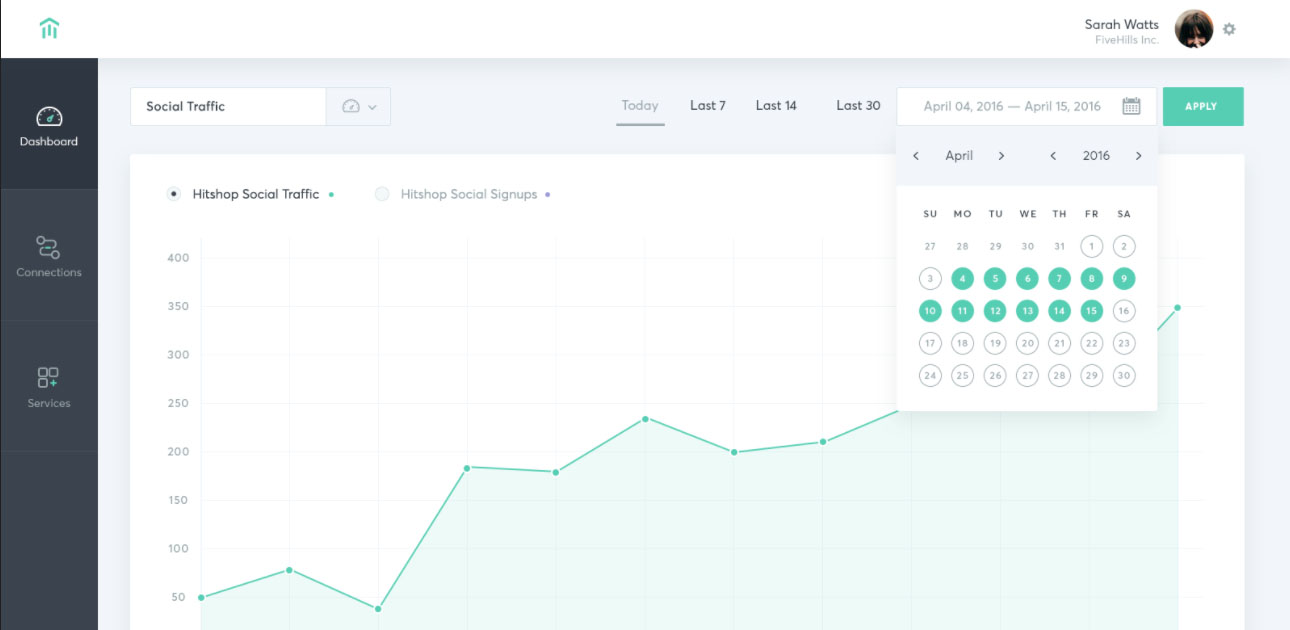 Sarah Watts
FiveHills Inc.
Dashboard
Connections
Services
Social Traffic
Today Last 7 Last 14 Last 30
April 04, 2016 — April 15, 2016
APPLY
April 2016
SU MO TU WE TH FR SA
27 28 29 30 31 1 2
3 4 5 6 7 8 9
10 11 12 13 14 15 16
17 18 19 20 21 22 23
24 25 26 27 28 29 30
Hitshop Social Traffic
Hitshop Social Signups
400
350
300
250
200
150
100
50